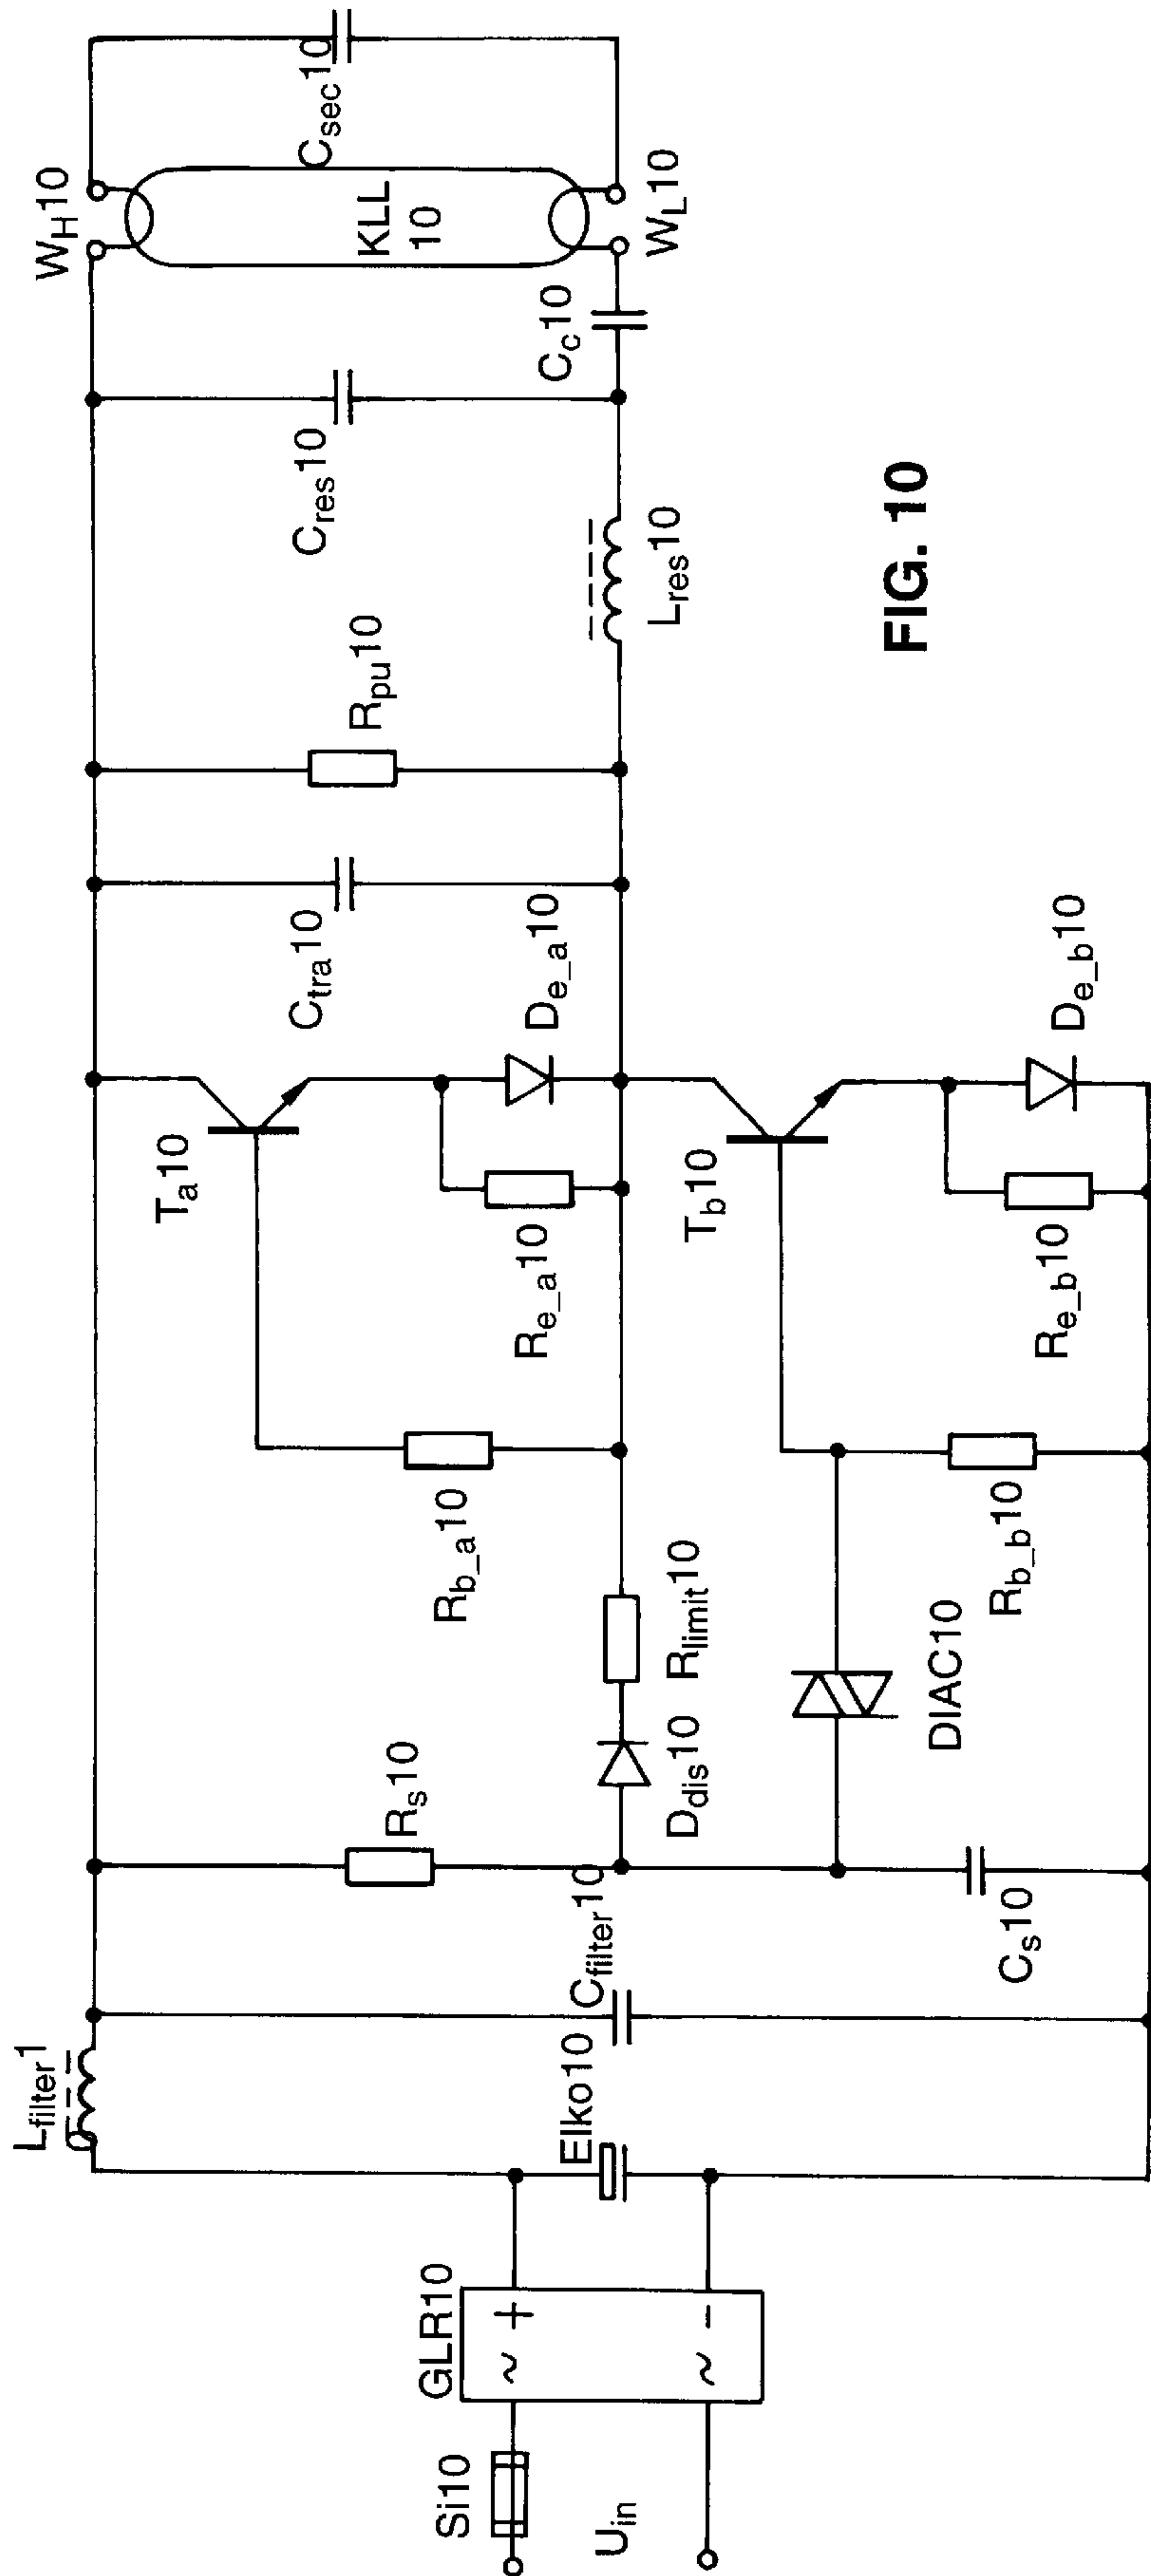 Si10
U_in
GLR10
~ +
~ -
L_filter1
Elko10
C_filter10
R_s10
C_s10
D_dis10
R_limit10
DIAC10
R_b_a10
R_b_b10
T_a10
R_e_a10
D_e_a10
T_b10
R_e_b10
D_e_b10
C_tra10
R_pu10
L_res10
C_res10
C_c10
W_H10
KLL
10
W_L10
C_sec10
FIG. 10